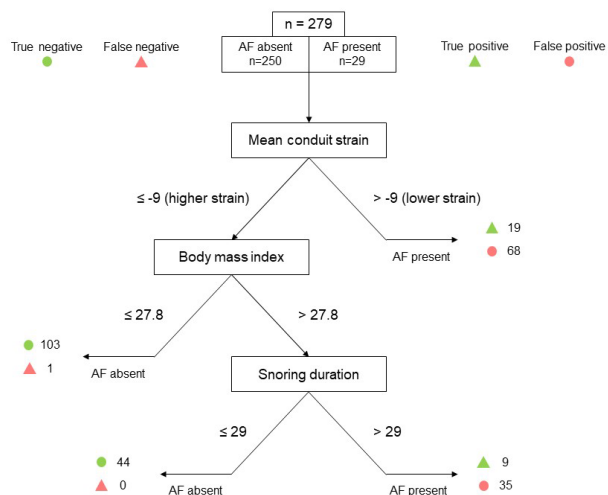 n = 279
True negative
False negative
AF absent
n=250
AF present
n=29
True positive
False positive
Mean conduit strain
≤ -9 (higher strain)
> -9 (lower strain)
19
68
AF present
Body mass index
≤ 27.8
> 27.8
103
1
AF absent
Snoring duration
≤ 29
> 29
44
0
AF absent
9
35
AF present